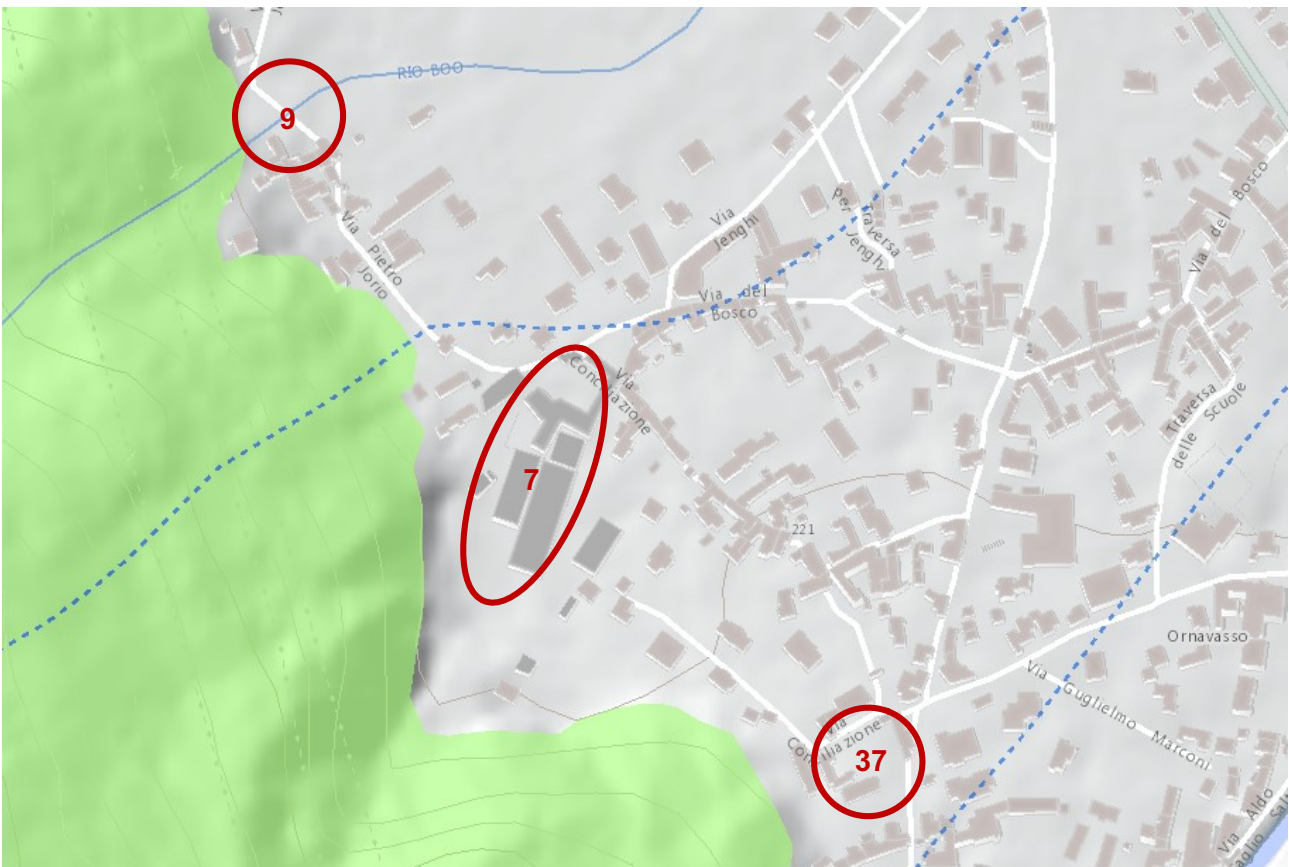 RIO BOO
9
Via
Pietro
Jorio
Via
Jenghi
Traversa
Per Jenghi
Via del
Bosco
Via del Bosco
Via
Conciliazione
7
Traversa
delle Scuole
221
Ornavasso
Via Guglielmo Marconi
Via
Conciliazione
37
Via Aldo